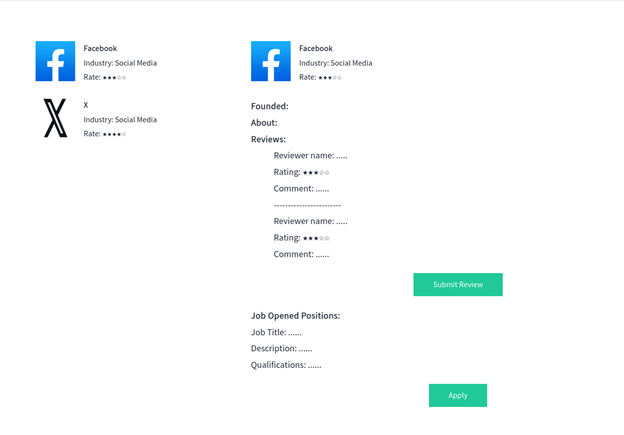 Facebook
Industry: Social Media
Rate: ★★★☆☆
X
Industry: Social Media
Rate: ★★★★☆
Facebook
Industry: Social Media
Rate: ★★★☆☆
Founded:
About:
Reviews:
Reviewer name: .....
Rating: ★★★☆☆
Comment: ......
------------------------
Reviewer name: .....
Rating: ★★★☆☆
Comment: ......
Submit Review
Job Opened Positions:
Job Title: ......
Description: ......
Qualifications: ......
Apply